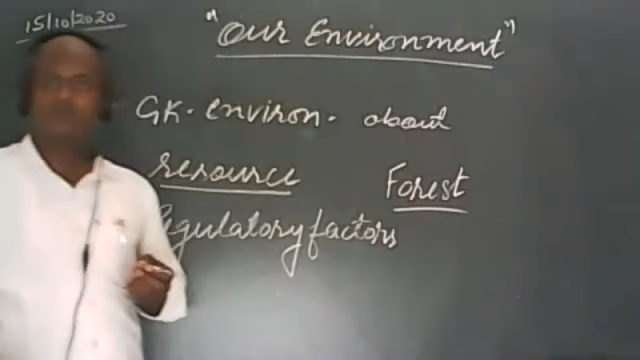 15/10/2020
"Our Environment"
GK. environ. about
resource Forest
Regulatory factors